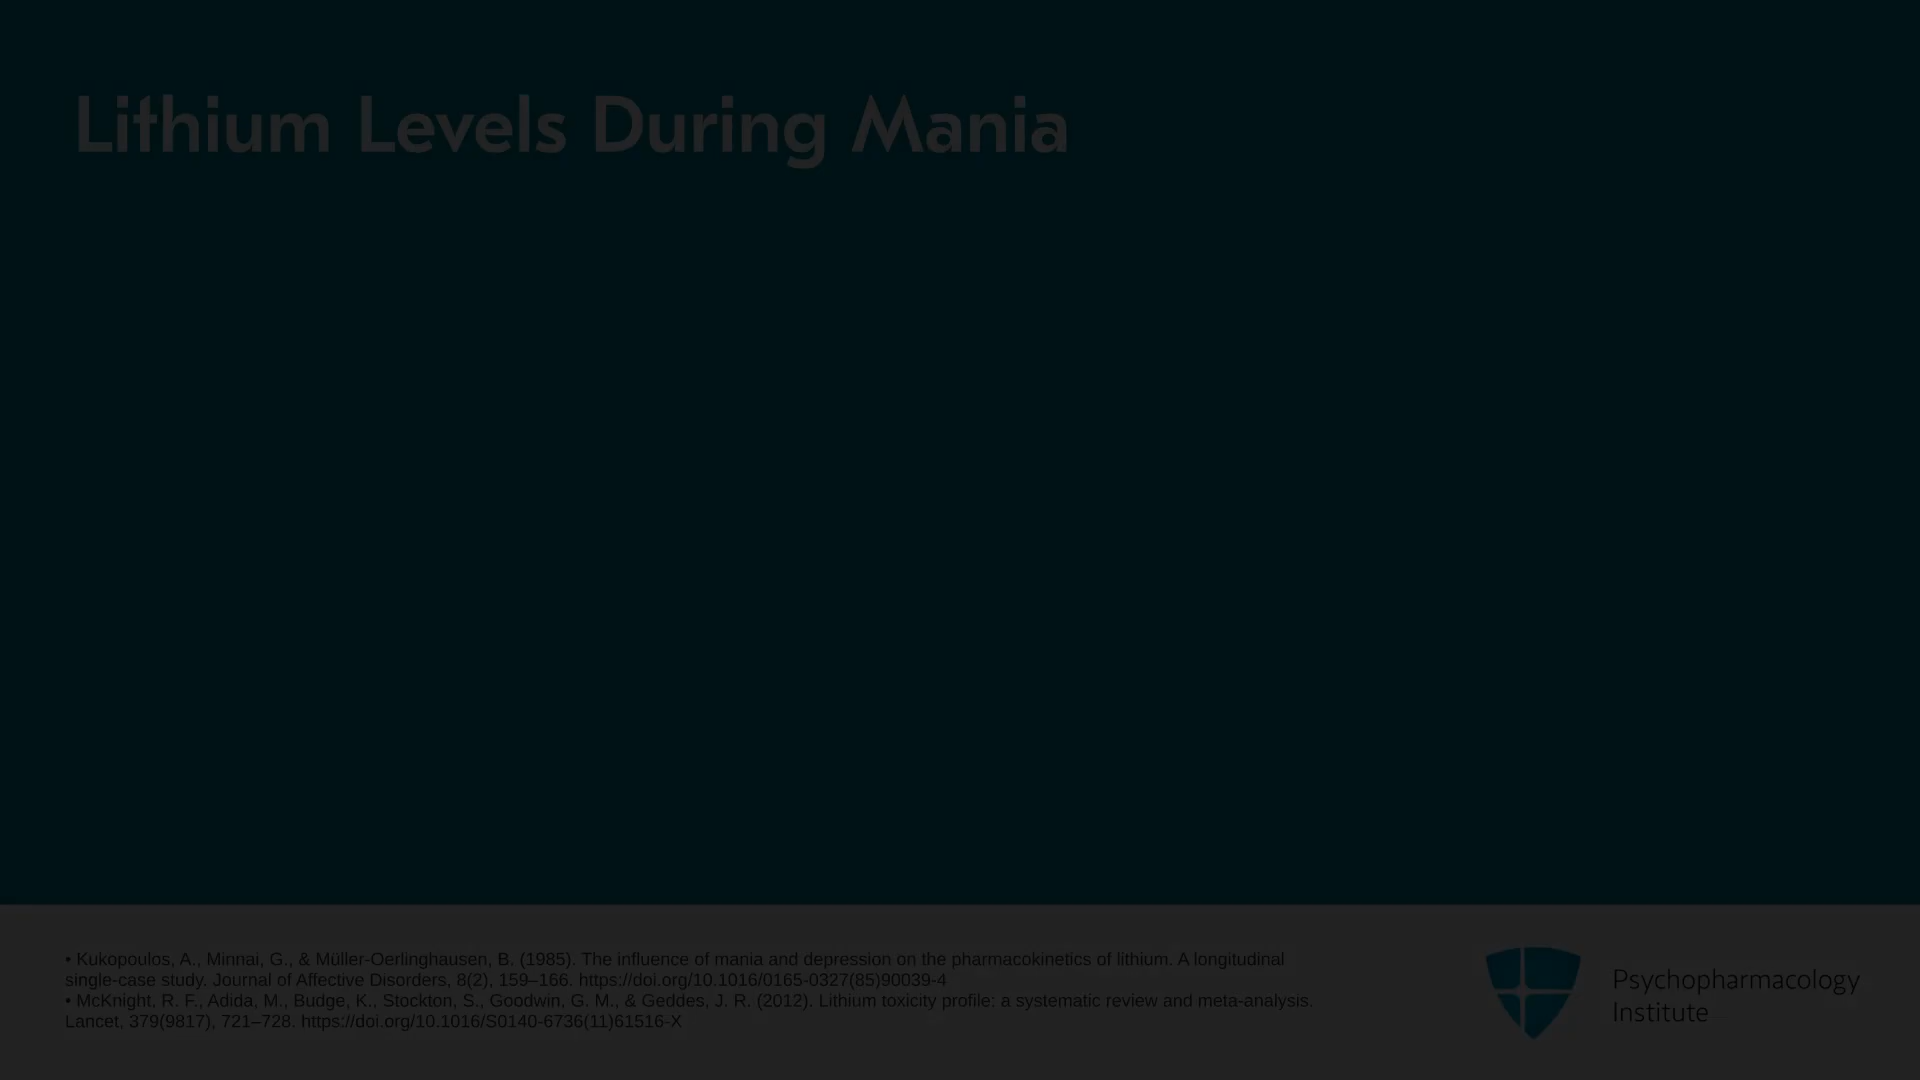 Lithium Levels During Mania
• Kukopoulos, A., Minnai, G., & Müller-Oerlinghausen, B. (1985). The influence of mania and depression on the pharmacokinetics of lithium. A longitudinal
single-case study. Journal of Affective Disorders, 8(2), 159–166. https://doi.org/10.1016/0165-0327(85)90039-4
• McKnight, R. F., Adida, M., Budge, K., Stockton, S., Goodwin, G. M., & Geddes, J. R. (2012). Lithium toxicity profile: a systematic review and meta-analysis.
Lancet, 379(9817), 721–728. https://doi.org/10.1016/S0140-6736(11)61516-X
Psychopharmacology
Institute